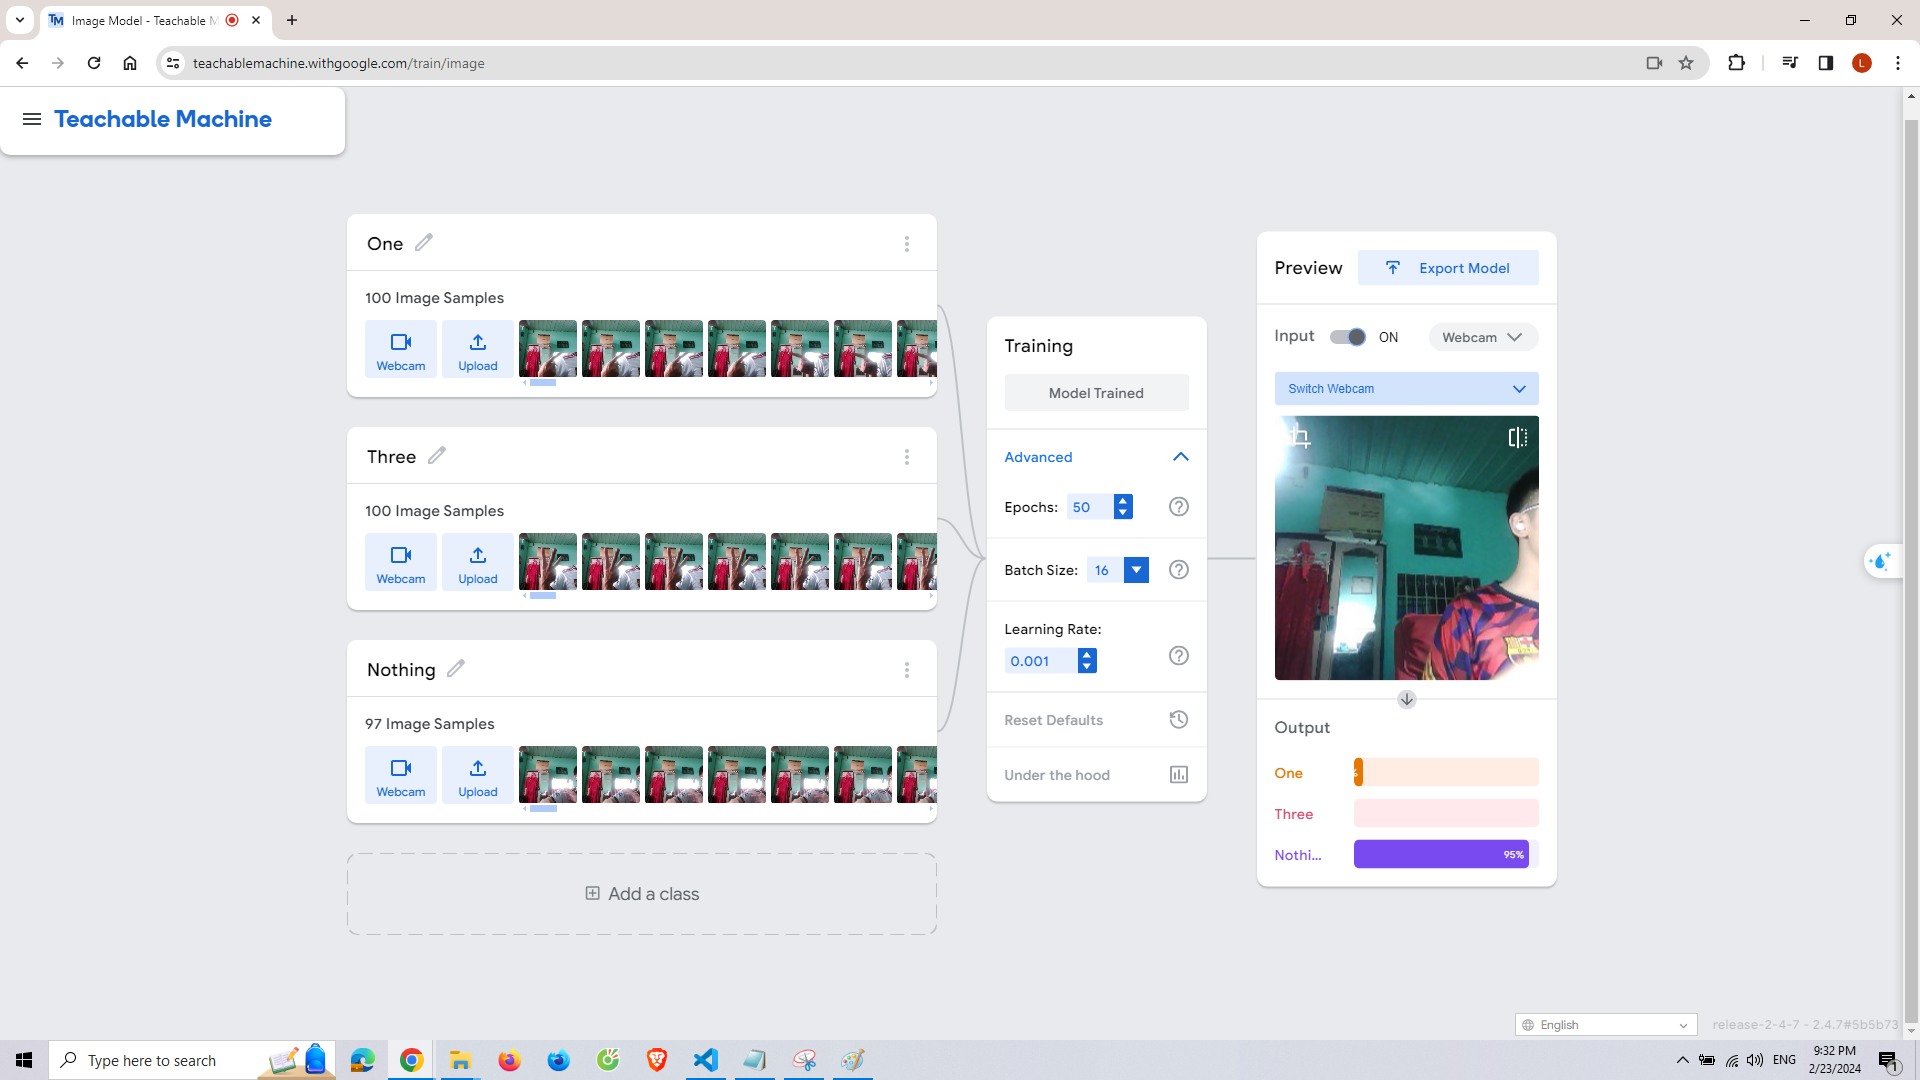 Image Model - Teachable M
teachablemachine.withgoogle.com/train/image
L
Teachable Machine
One
100 Image Samples
Webcam
Upload
Three
100 Image Samples
Webcam
Upload
Nothing
97 Image Samples
Webcam
Upload
Add a class
Training
Model Trained
Advanced
Epochs: 50
Batch Size: 16
Learning Rate:
0.001
Reset Defaults
Under the hood
Preview
Export Model
Input
ON
Webcam
Switch Webcam
Output
One
Three
Nothi...
95%
English
release-2-4-7 - 2.4.7#5b5b73
Type here to search
ENG
9:32 PM
2/23/2024
1